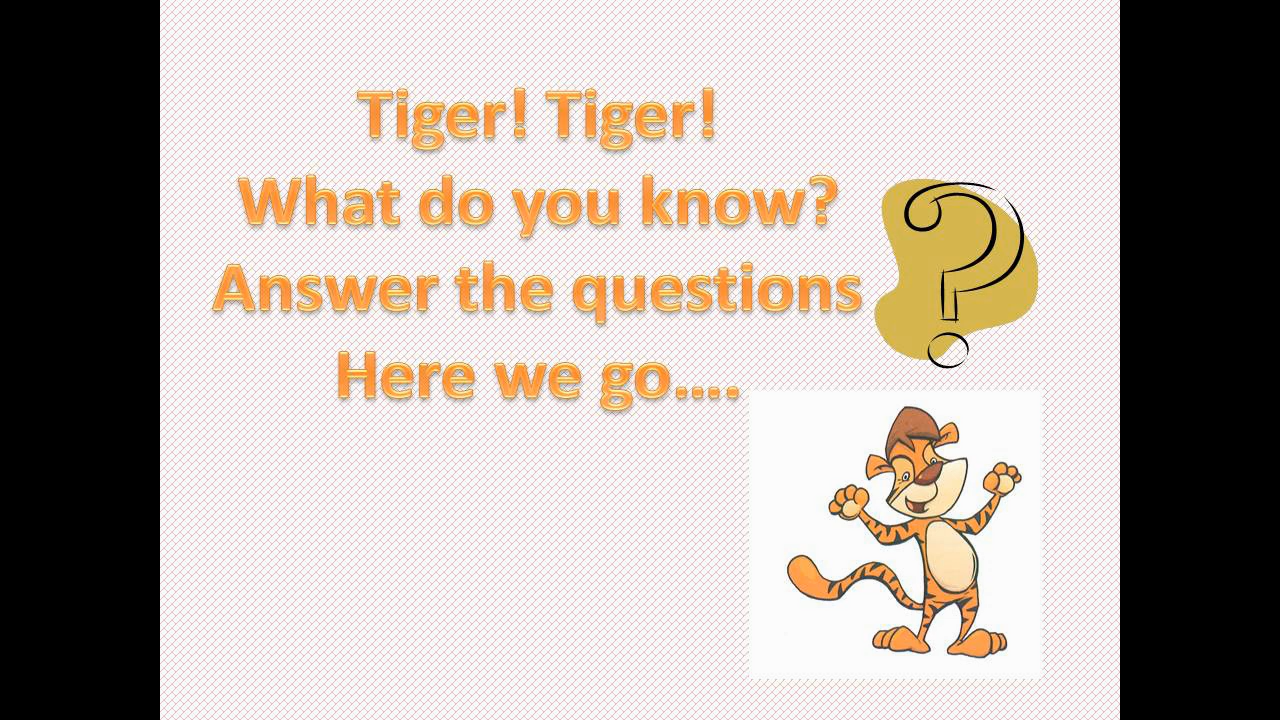 Tiger! Tiger!
What do you know?
Answer the questions
Here we go....